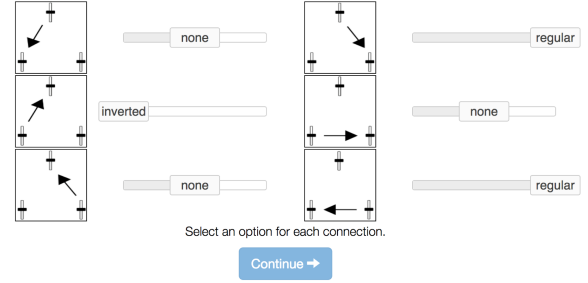 none
regular
inverted
none
none
regular
Select an option for each connection.
Continue